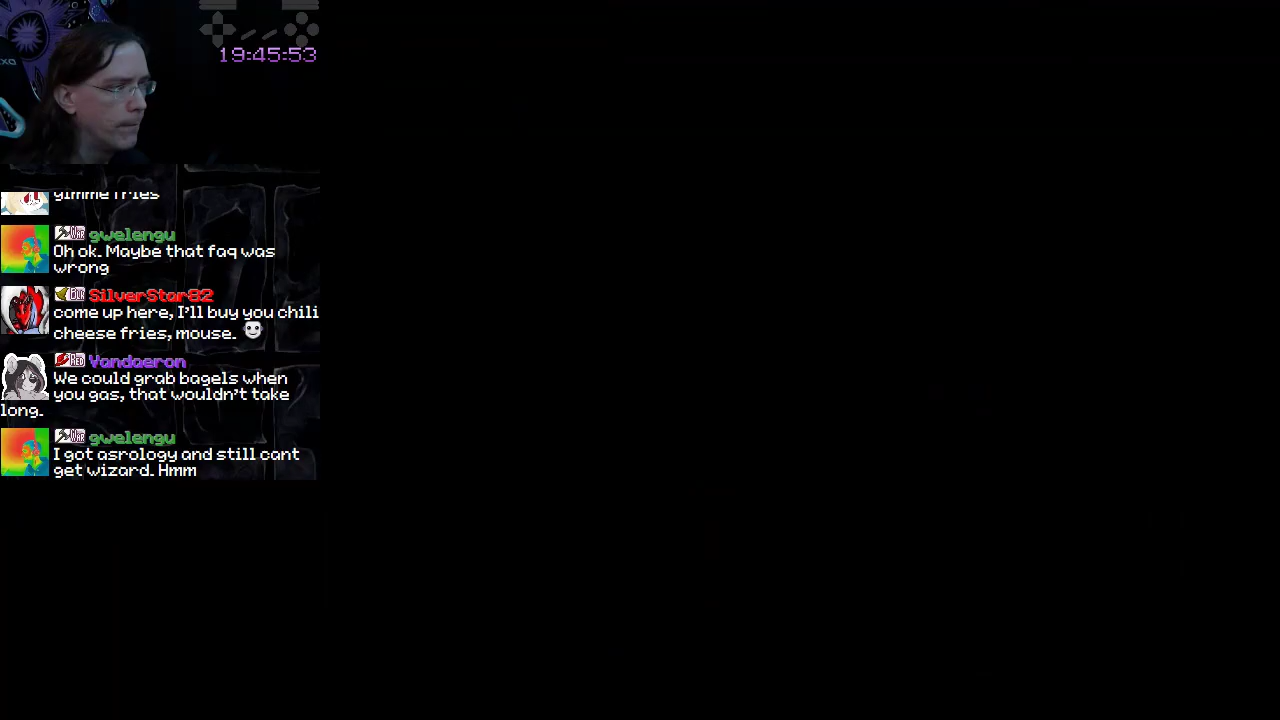 19:45:53
gimme fries
gwelengu
Oh ok. Maybe that faq was
wrong
SilverStar82
come up here, I'll buy you chili
cheese fries, mouse.
Vandaeron
We could grab bagels when
you gas, that wouldn't take
long.
gwelengu
I got asrology and still cant
get wizard. Hmm